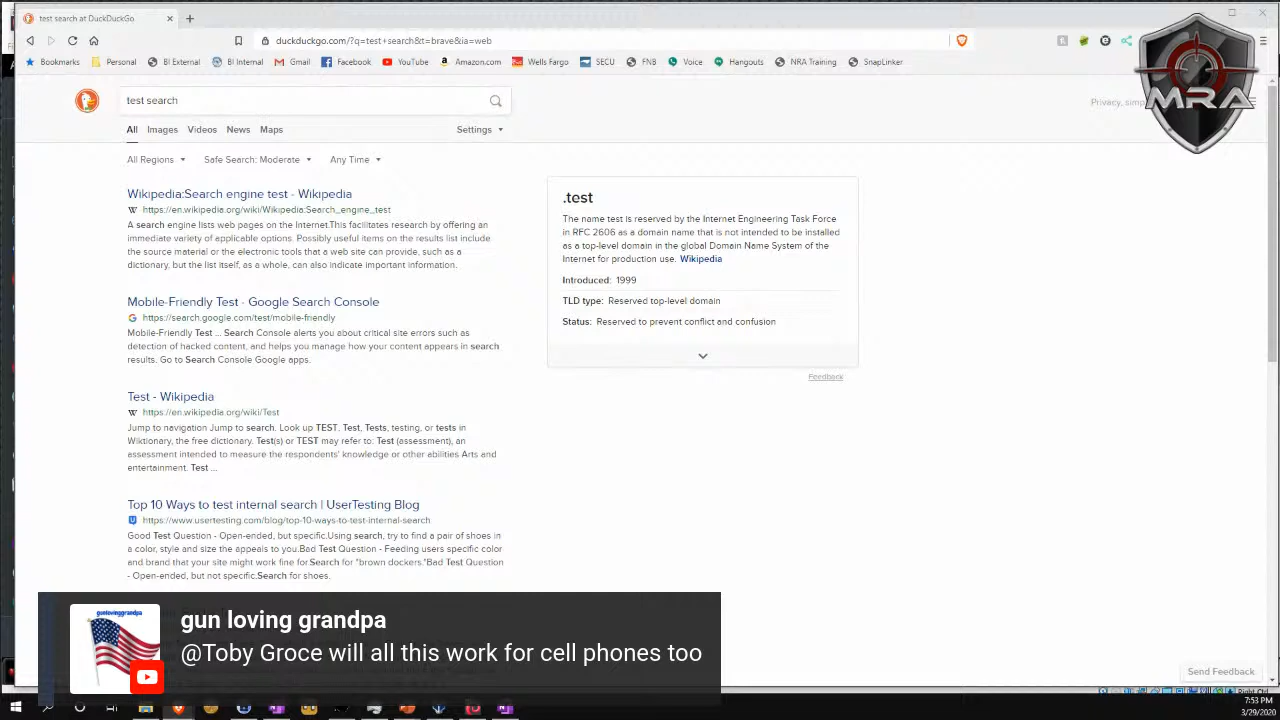 test search at DuckDuckGo
duckduckgo.com/?q=test+search&t=brave&ia=web
Bookmarks Personal BI External BI Internal Gmail Facebook YouTube Amazon.com Wells Fargo SECU FNB Voice Hangouts NRA Training SnapLinker
MRA
test search
Privacy, simp
All Images Videos News Maps Settings
All Regions Safe Search: Moderate Any Time
Wikipedia:Search engine test - Wikipedia
https://en.wikipedia.org/wiki/Wikipedia:Search_engine_test
A search engine lists web pages on the Internet.This facilitates research by offering an
immediate variety of applicable options. Possibly useful items on the results list include
the source material or the electronic tools that a web site can provide, such as a
dictionary, but the list itself, as a whole, can also indicate important information.
Mobile-Friendly Test - Google Search Console
https://search.google.com/test/mobile-friendly
Mobile-Friendly Test ... Search Console alerts you about critical site errors such as
detection of hacked content, and helps you manage how your content appears in search
results. Go to Search Console Google apps.
Test - Wikipedia
https://en.wikipedia.org/wiki/Test
Jump to navigation Jump to search. Look up TEST, Test, Tests, testing, or tests in
Wiktionary, the free dictionary. Test(s) or TEST may refer to: Test (assessment), an
assessment intended to measure the respondents' knowledge or other abilities Arts and
entertainment. Test ...
Top 10 Ways to test internal search | UserTesting Blog
https://www.usertesting.com/blog/top-10-ways-to-test-internal-search
Good Test Question - Open-ended, but specific.Using search, try to find a pair of shoes in
a color, style and size the appeals to you.Bad Test Question - Feeding users specific color
and brand that your site might work fine for.Search for "brown dockers."Bad Test Question
- Open-ended, but not specific.Search for shoes.
.test
The name test is reserved by the Internet Engineering Task Force
in RFC 2606 as a domain name that is not intended to be installed
as a top-level domain in the global Domain Name System of the
Internet for production use. Wikipedia
Introduced: 1999
TLD type: Reserved top-level domain
Status: Reserved to prevent conflict and confusion
Feedback
gunlovinggrandpa
gun loving grandpa
@Toby Groce will all this work for cell phones too
Send Feedback
Right Ctrl
7:53 PM
3/29/2020